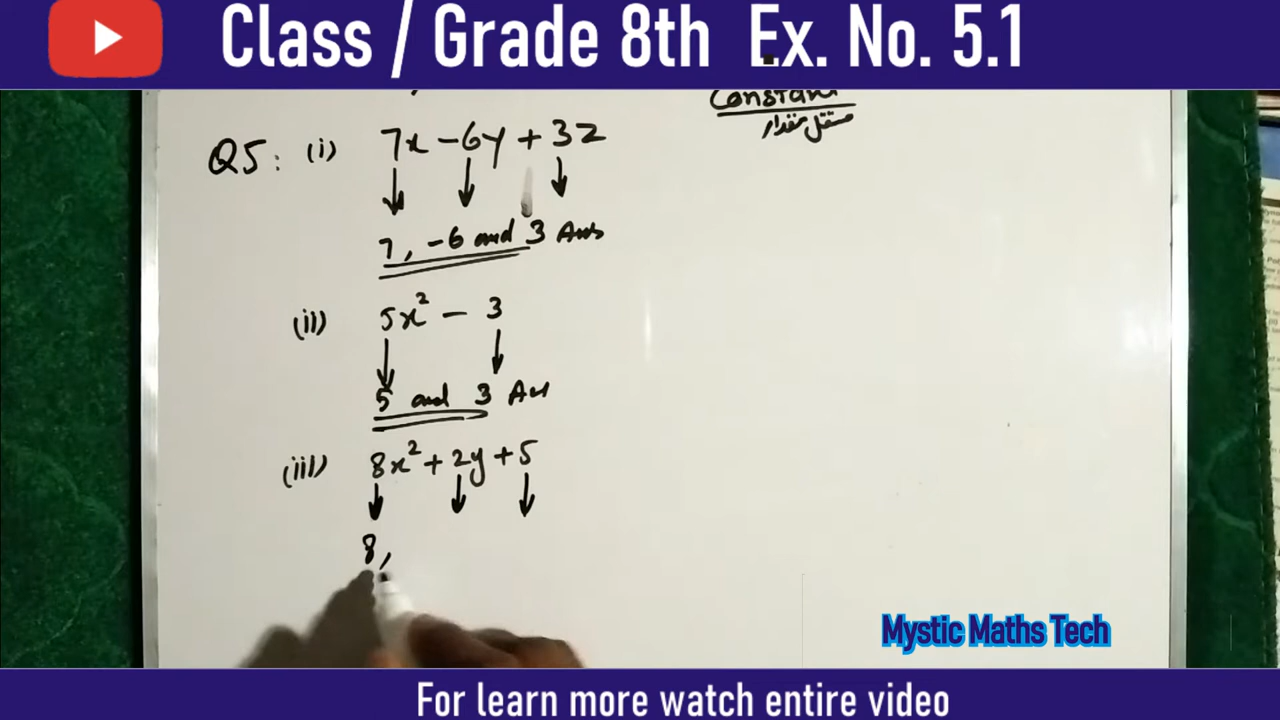 Class / Grade 8th Ex. No. 5.1
Constant
مستقل مقدار
Q5: (i) 7x - 6y + 3z
7, -6 and 3 Ans
(ii) 5x² - 3
5 and 3 Ans
(iii) 8x² + 2y + 5
8,
Mystic Maths Tech
For learn more watch entire video